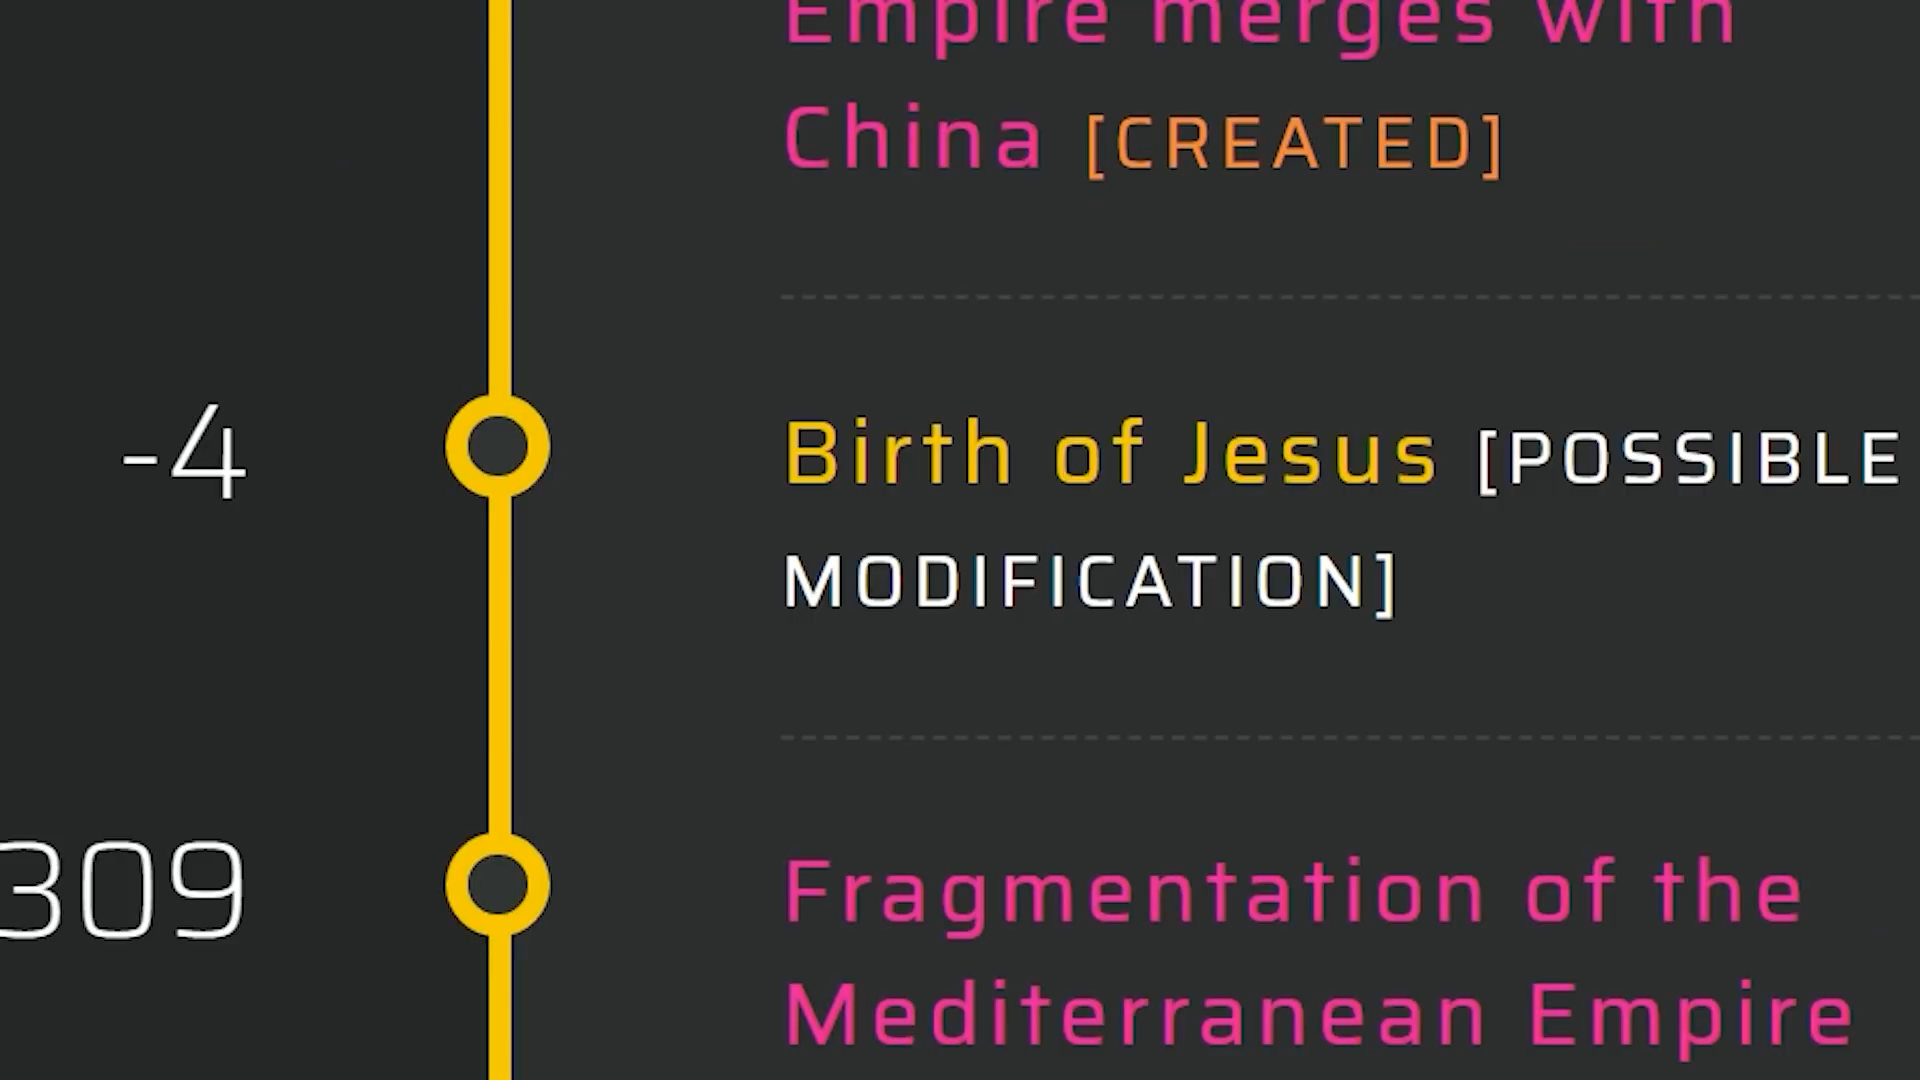 Empire merges with
China [CREATED]
-4
Birth of Jesus [POSSIBLE
MODIFICATION]
309
Fragmentation of the
Mediterranean Empire